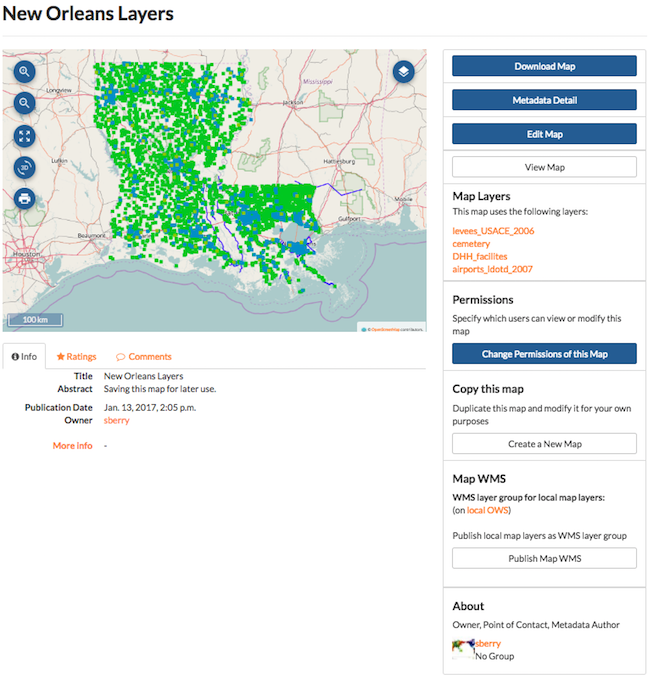 New Orleans Layers
Longview
Mississippi
Jackson
Lufkin
Hattiesburg
Mobile
Beaumont
Gulfport
Houston
2D
100 km
© OpenStreetMap contributors.
Info
Ratings
Comments
Title New Orleans Layers
Abstract Saving this map for later use.
Publication Date Jan. 13, 2017, 2:05 p.m.
Owner sberry
More info -
Download Map
Metadata Detail
Edit Map
View Map
Map Layers
This map uses the following layers:
levees_USACE_2006
cemetery
DHH_facilites
airports_ldotd_2007
Permissions
Specify which users can view or modify this
map
Change Permissions of this Map
Copy this map
Duplicate this map and modify it for your own
purposes
Create a New Map
Map WMS
WMS layer group for local map layers:
(on local OWS)
Publish local map layers as WMS layer group
Publish Map WMS
About
Owner, Point of Contact, Metadata Author
sberry
No Group